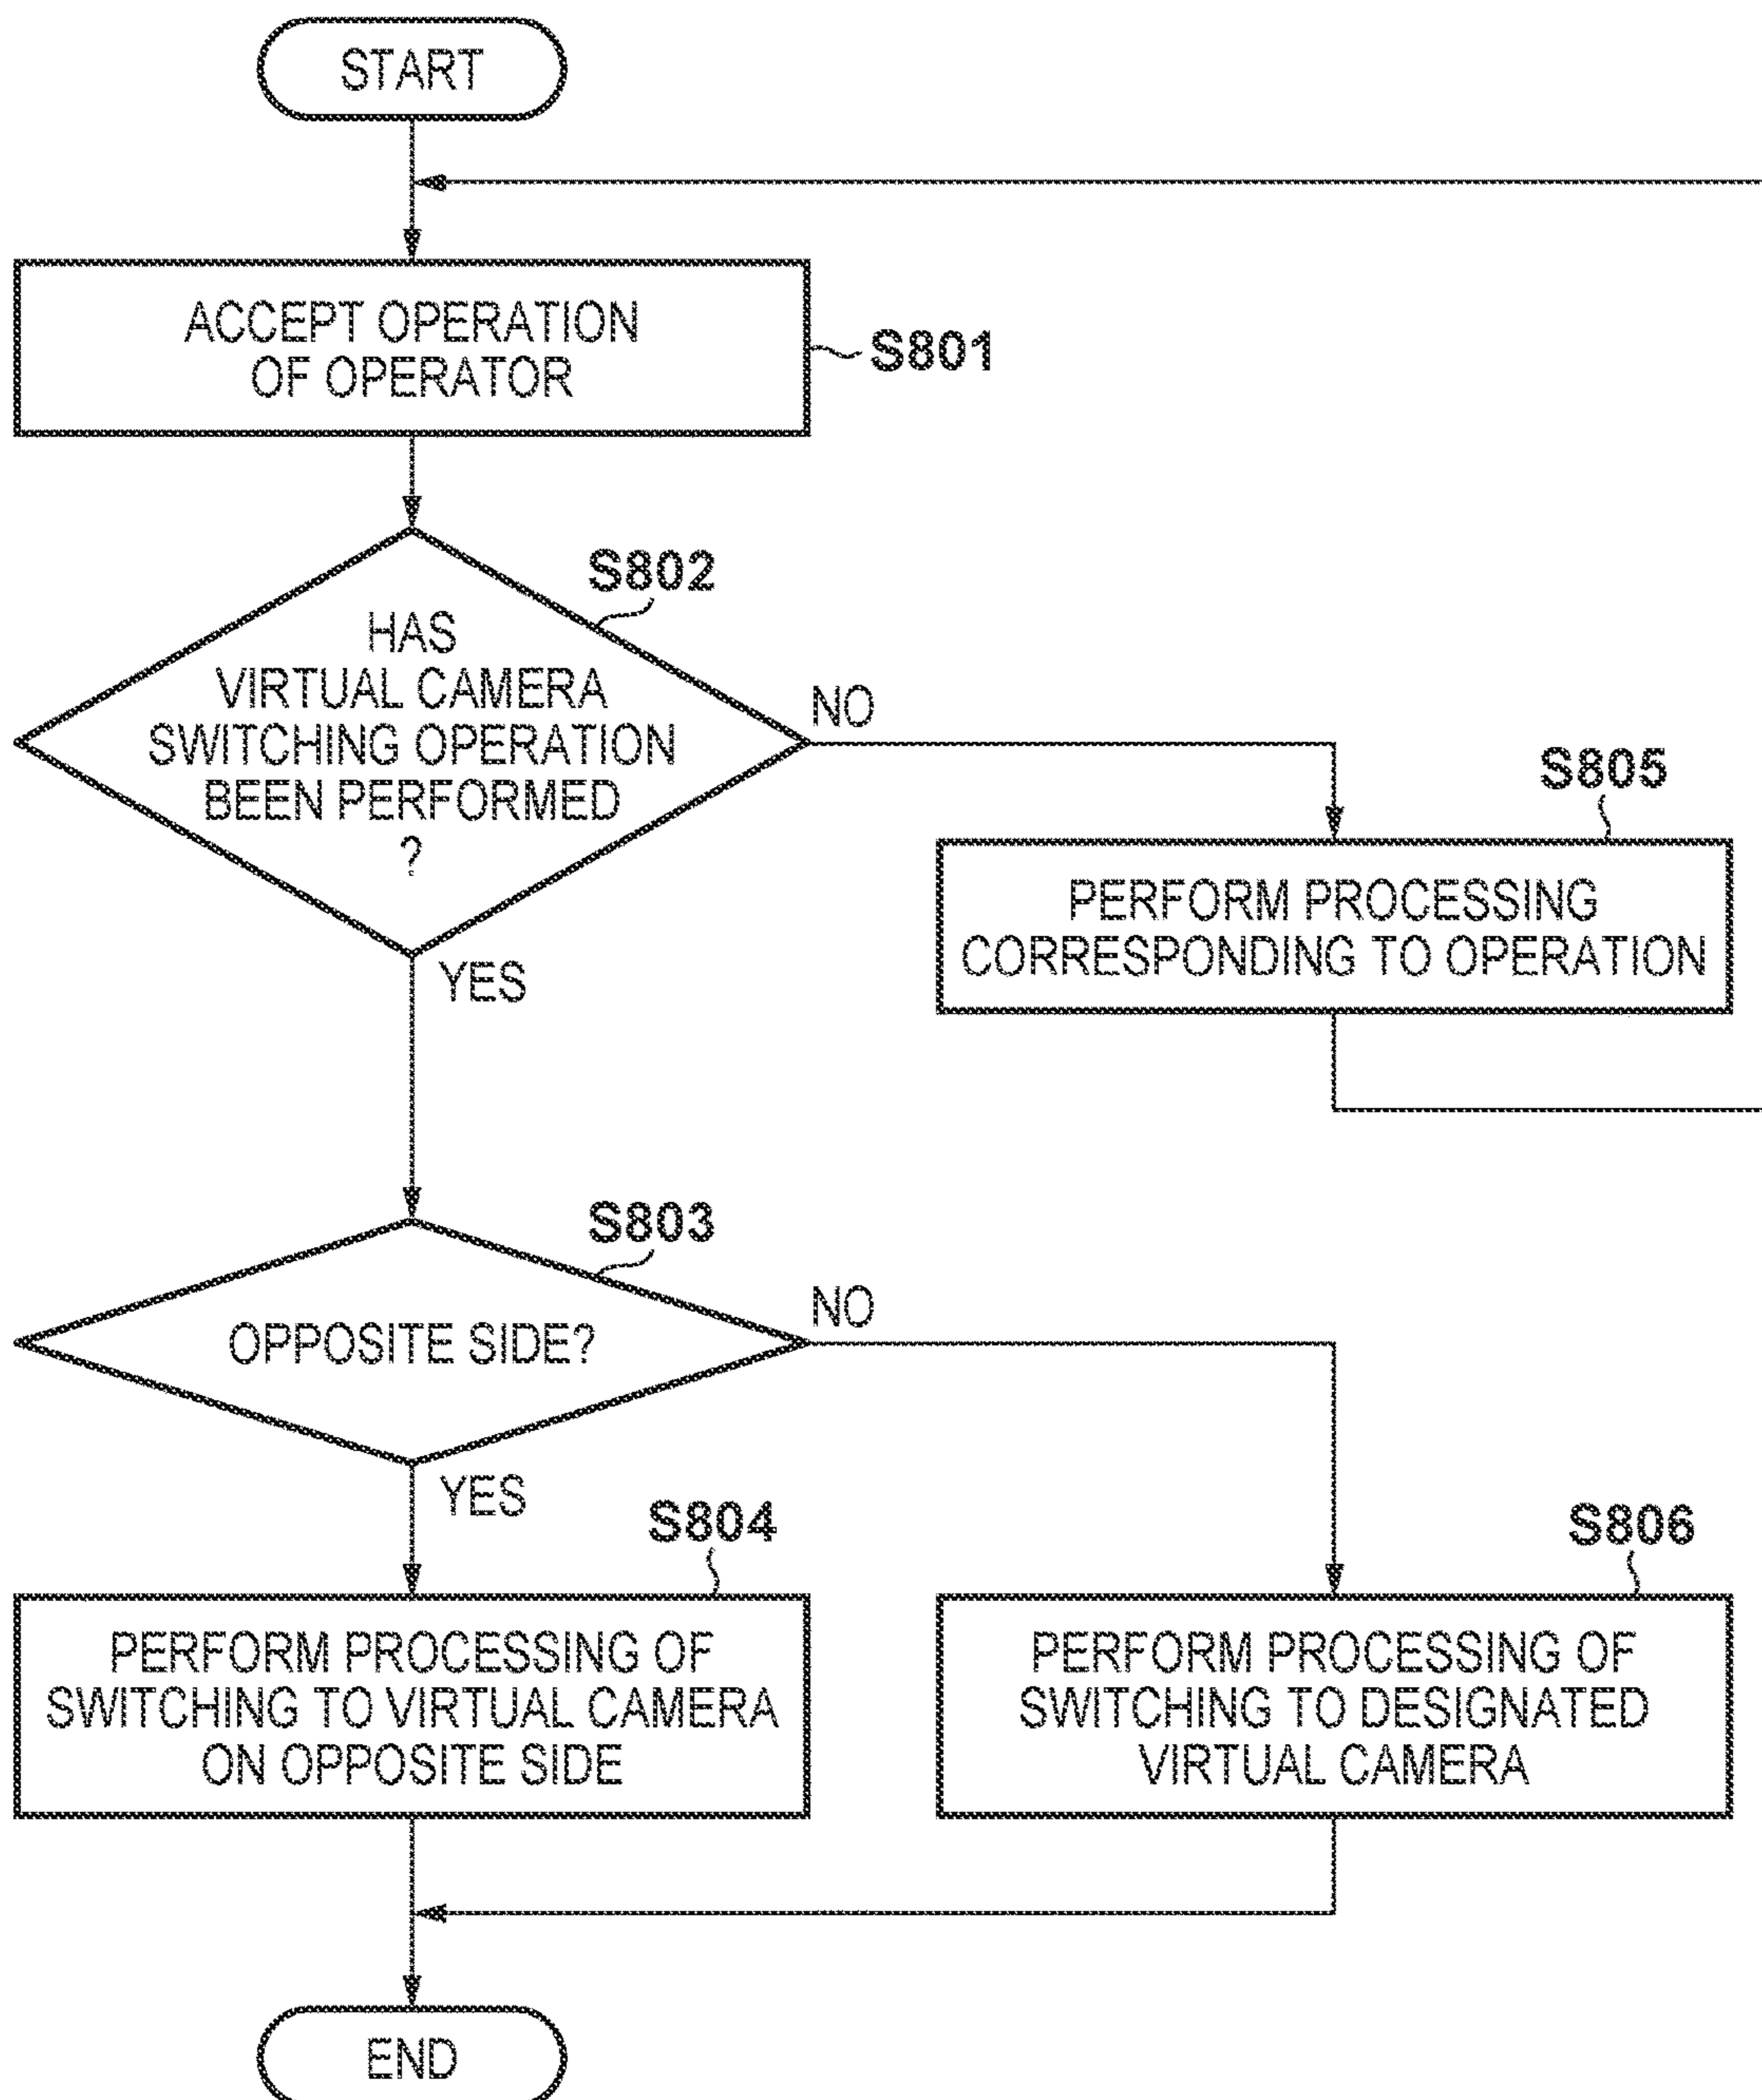 START
ACCEPT OPERATION
OF OPERATOR
S801
S802
HAS
VIRTUAL CAMERA
SWITCHING OPERATION
BEEN PERFORMED
?
NO
YES
S805
PERFORM PROCESSING
CORRESPONDING TO OPERATION
S803
OPPOSITE SIDE?
NO
YES
S804
PERFORM PROCESSING OF
SWITCHING TO VIRTUAL CAMERA
ON OPPOSITE SIDE
S806
PERFORM PROCESSING OF
SWITCHING TO DESIGNATED
VIRTUAL CAMERA
END